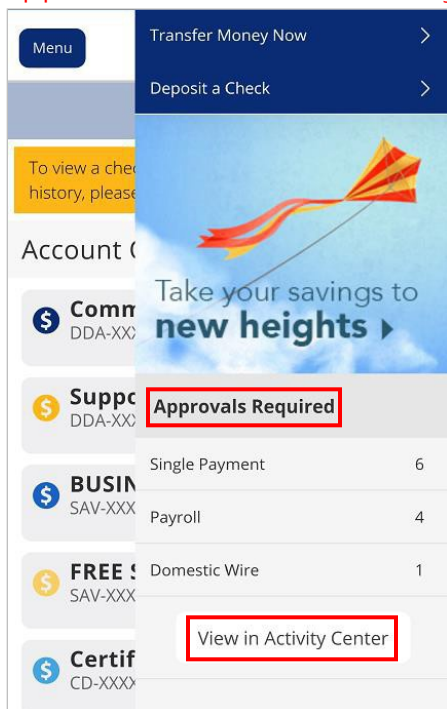 Menu
Transfer Money Now
Deposit a Check
To view a che
history, please
Account
Take your savings to
new heights
Comm
DDA-XXX
Suppo
DDA-XXX
BUSIN
SAV-XXX
FREE S
SAV-XXX
Certif
CD-XXXX
Approvals Required
Single Payment 6
Payroll 4
Domestic Wire 1
View in Activity Center